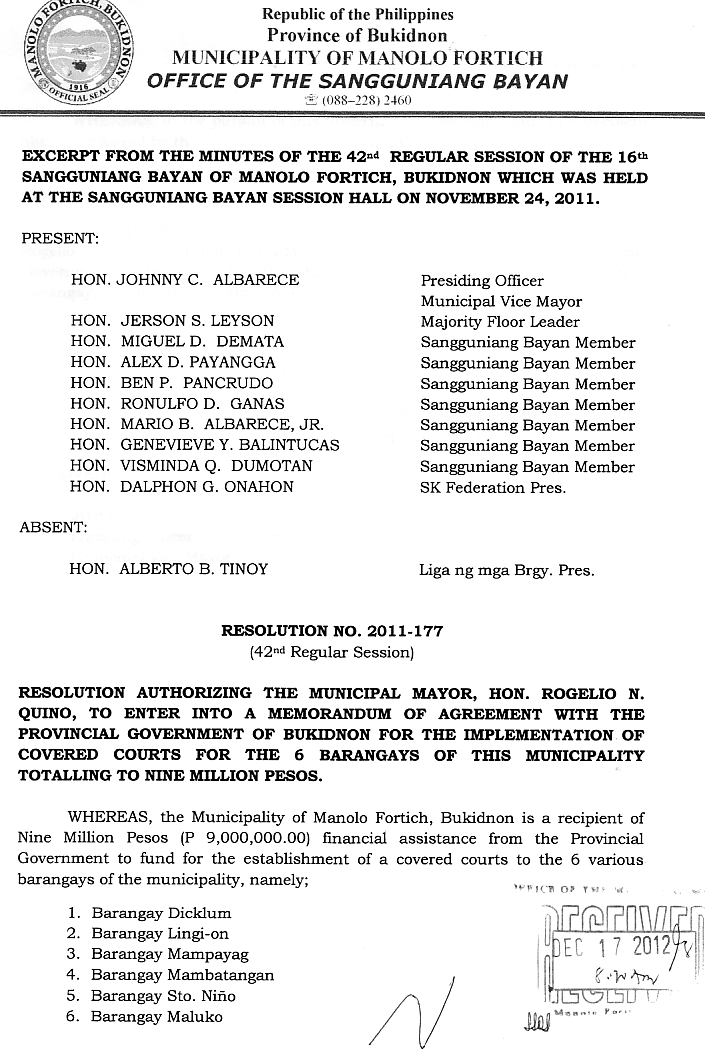 Republic of the Philippines
Province of Bukidnon
MUNICIPALITY OF MANOLO FORTICH
OFFICE OF THE SANGGUNIANG BAYAN
☏ (088-228) 2460
MANOLO FORTICH, BUKIDNON
1916
OFFICIAL SEAL
EXCERPT FROM THE MINUTES OF THE 42nd REGULAR SESSION OF THE 16th
SANGGUNIANG BAYAN OF MANOLO FORTICH, BUKIDNON WHICH WAS HELD
AT THE SANGGUNIANG BAYAN SESSION HALL ON NOVEMBER 24, 2011.
PRESENT:
HON. JOHNNY C. ALBARECE Presiding Officer
Municipal Vice Mayor
HON. JERSON S. LEYSON Majority Floor Leader
HON. MIGUEL D. DEMATA Sangguniang Bayan Member
HON. ALEX D. PAYANGGA Sangguniang Bayan Member
HON. BEN P. PANCRUDO Sangguniang Bayan Member
HON. RONULFO D. GANAS Sangguniang Bayan Member
HON. MARIO B. ALBARECE, JR. Sangguniang Bayan Member
HON. GENEVIEVE Y. BALINTUCAS Sangguniang Bayan Member
HON. VISMINDA Q. DUMOTAN Sangguniang Bayan Member
HON. DALPHON G. ONAHON SK Federation Pres.
ABSENT:
HON. ALBERTO B. TINOY Liga ng mga Brgy. Pres.
RESOLUTION NO. 2011-177
(42nd Regular Session)
RESOLUTION AUTHORIZING THE MUNICIPAL MAYOR, HON. ROGELIO N.
QUINO, TO ENTER INTO A MEMORANDUM OF AGREEMENT WITH THE
PROVINCIAL GOVERNMENT OF BUKIDNON FOR THE IMPLEMENTATION OF
COVERED COURTS FOR THE 6 BARANGAYS OF THIS MUNICIPALITY
TOTALLING TO NINE MILLION PESOS.
WHEREAS, the Municipality of Manolo Fortich, Bukidnon is a recipient of
Nine Million Pesos (P 9,000,000.00) financial assistance from the Provincial
Government to fund for the establishment of a covered courts to the 6 various
barangays of the municipality, namely;
1. Barangay Dicklum
2. Barangay Lingi-on
3. Barangay Mampayag
4. Barangay Mambatangan
5. Barangay Sto. Niño
6. Barangay Maluko
RECEIVED
DEC 17 2012